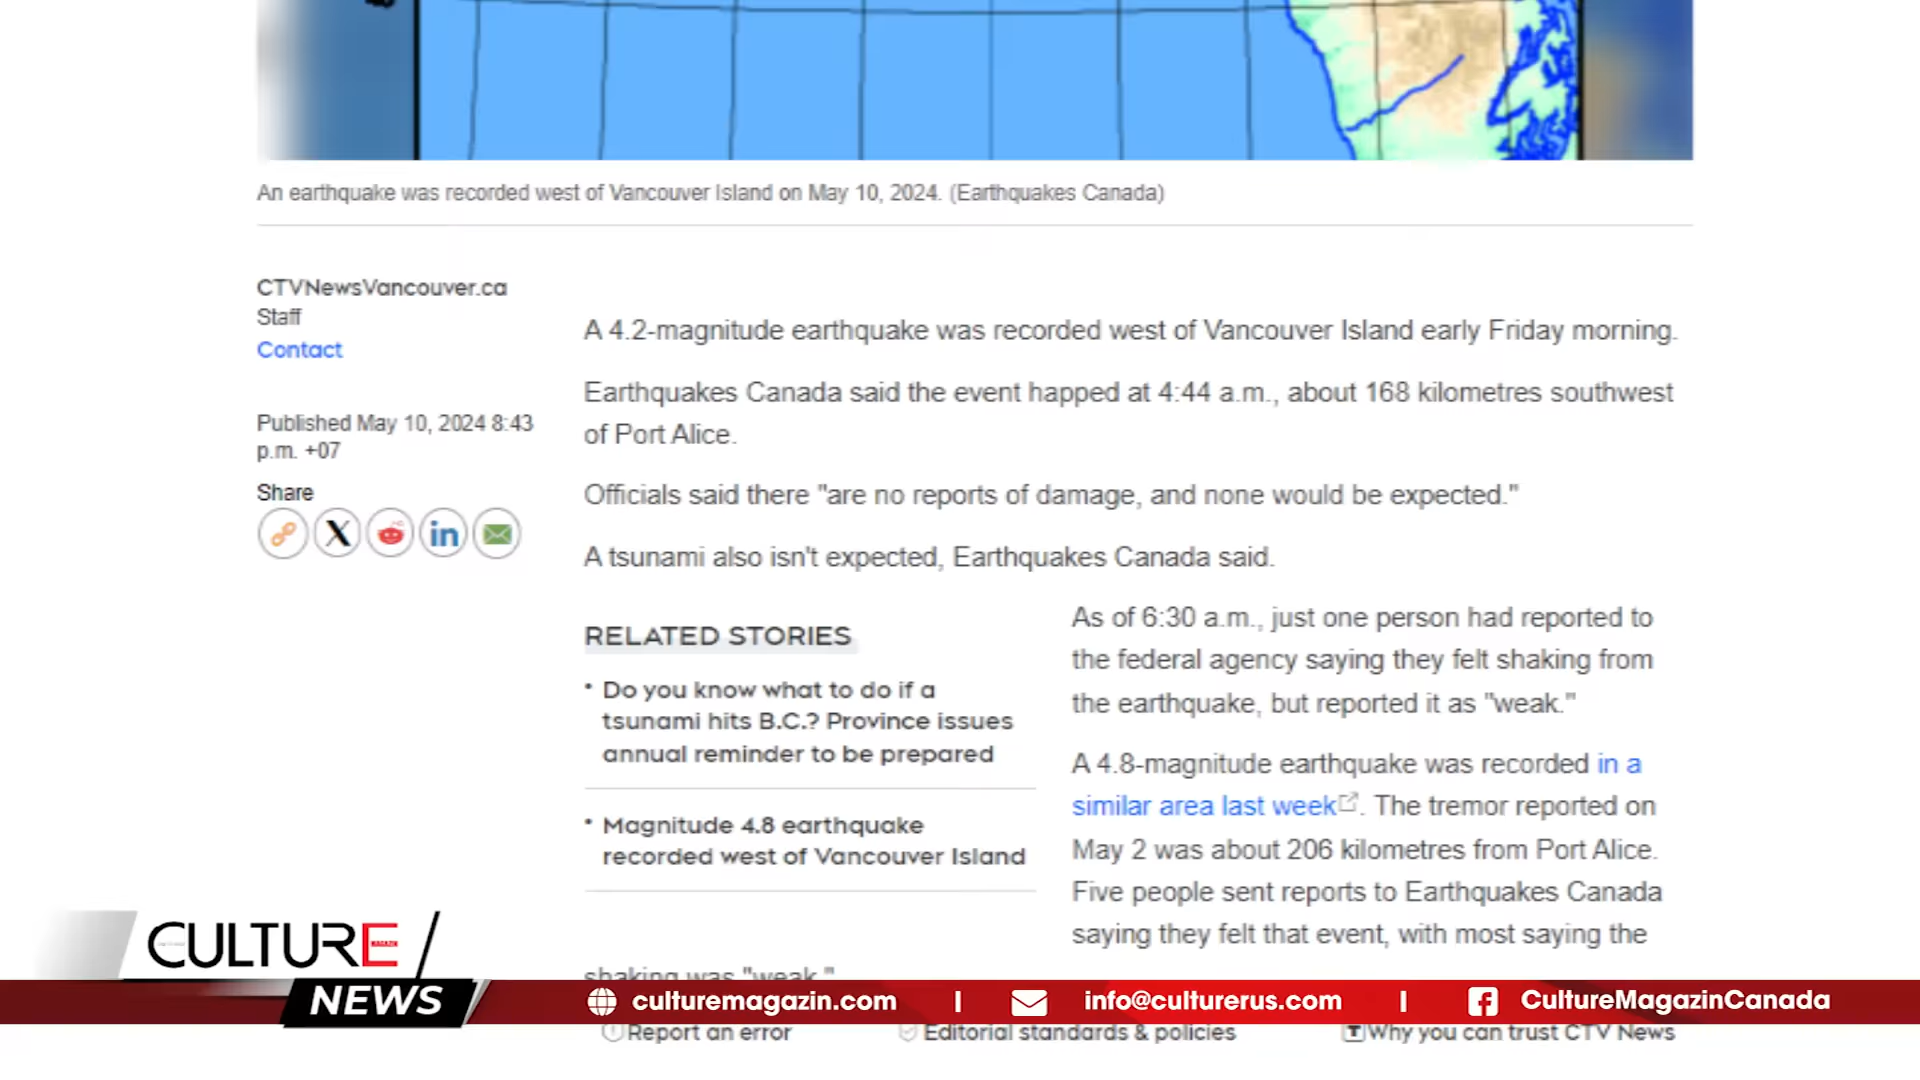 An earthquake was recorded west of Vancouver Island on May 10, 2024. (Earthquakes Canada)
CTVNewsVancouver.ca
Staff
Contact
Published May 10, 2024 8:43
p.m. +07
Share
A 4.2-magnitude earthquake was recorded west of Vancouver Island early Friday morning.
Earthquakes Canada said the event happed at 4:44 a.m., about 168 kilometres southwest
of Port Alice.
Officials said there "are no reports of damage, and none would be expected."
A tsunami also isn't expected, Earthquakes Canada said.
RELATED STORIES
• Do you know what to do if a
tsunami hits B.C.? Province issues
annual reminder to be prepared
• Magnitude 4.8 earthquake
recorded west of Vancouver Island
As of 6:30 a.m., just one person had reported to
the federal agency saying they felt shaking from
the earthquake, but reported it as "weak."
A 4.8-magnitude earthquake was recorded in a
similar area last week. The tremor reported on
May 2 was about 206 kilometres from Port Alice.
Five people sent reports to Earthquakes Canada
saying they felt that event, with most saying the
shaking was "weak."
CULTURE
NEWS
culturemagazin.com | info@culturerus.com | CultureMagazinCanada
Report an error
Editorial standards & policies
Why you can trust CTV News